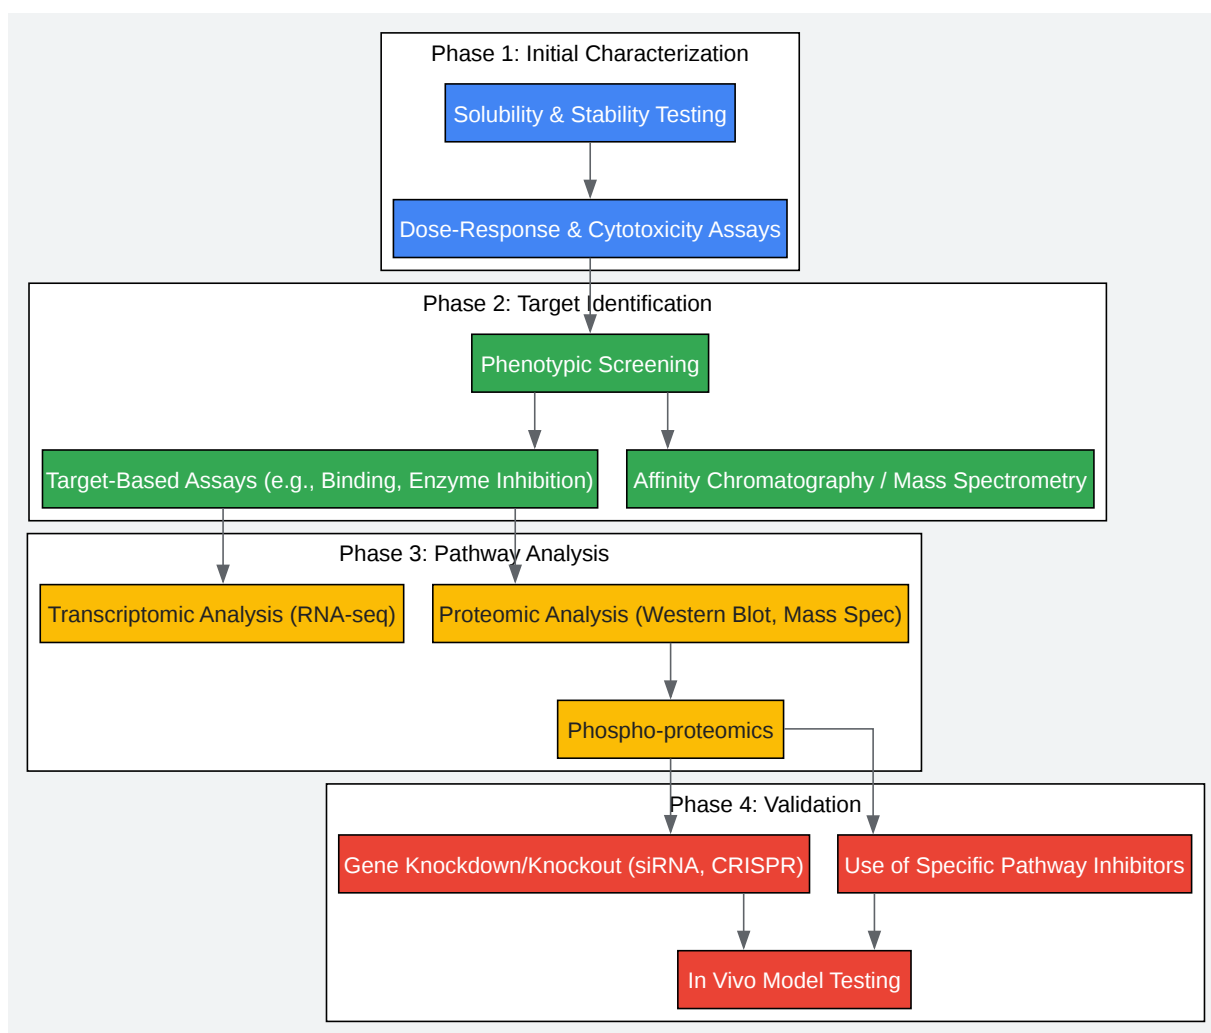 Phase 1: Initial Characterization
Solubility & Stability Testing
Dose-Response & Cytotoxicity Assays
Phase 2: Target Identification
Phenotypic Screening
Target-Based Assays (e.g., Binding, Enzyme Inhibition)
Affinity Chromatography / Mass Spectrometry
Phase 3: Pathway Analysis
Transcriptomic Analysis (RNA-seq)
Proteomic Analysis (Western Blot, Mass Spec)
Phospho-proteomics
Phase 4: Validation
Gene Knockdown/Knockout (siRNA, CRISPR)
Use of Specific Pathway Inhibitors
In Vivo Model Testing